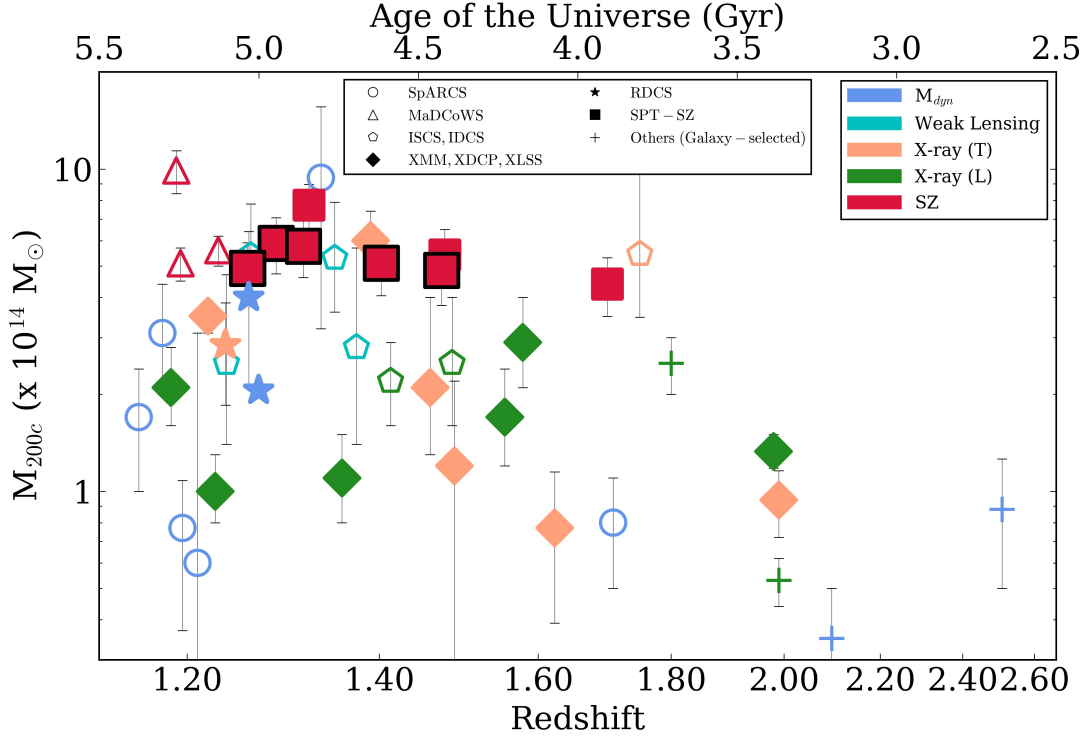 Age of the Universe (Gyr)
5.5 5.0 4.5 4.0 3.5 3.0 2.5
SpARCS
MaDCoWS
ISCS, IDCS
XMM, XDCP, XLSS
RDCS
SPT − SZ
Others (Galaxy − selected)
M_dyn
Weak Lensing
X-ray (T)
X-ray (L)
SZ
M_200c (x 10^14 M_⊙)
10
1
1.20 1.40 1.60 1.80 2.00 2.20 2.40 2.60
Redshift